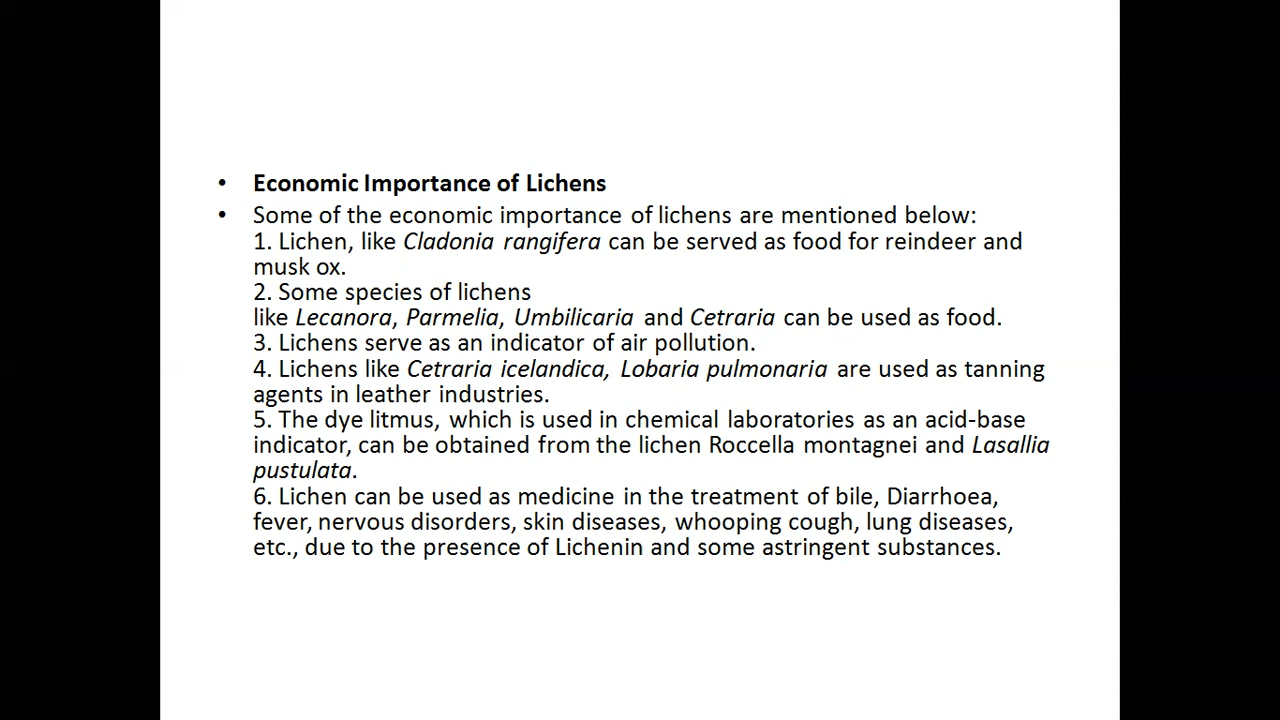 • Economic Importance of Lichens
• Some of the economic importance of lichens are mentioned below:
1. Lichen, like Cladonia rangifera can be served as food for reindeer and
musk ox.
2. Some species of lichens
like Lecanora, Parmelia, Umbilicaria and Cetraria can be used as food.
3. Lichens serve as an indicator of air pollution.
4. Lichens like Cetraria icelandica, Lobaria pulmonaria are used as tanning
agents in leather industries.
5. The dye litmus, which is used in chemical laboratories as an acid-base
indicator, can be obtained from the lichen Roccella montagnei and Lasallia
pustulata.
6. Lichen can be used as medicine in the treatment of bile, Diarrhoea,
fever, nervous disorders, skin diseases, whooping cough, lung diseases,
etc., due to the presence of Lichenin and some astringent substances.